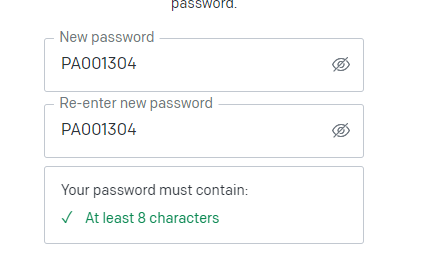 password.
New password
PA001304
Re-enter new password
PA001304
Your password must contain:
✓ At least 8 characters